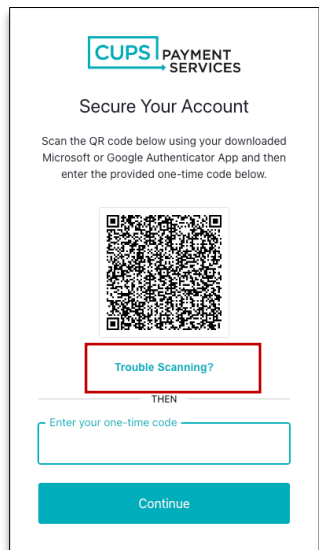 CUPS PAYMENT
SERVICES
Secure Your Account
Scan the QR code below using your downloaded
Microsoft or Google Authenticator App and then
enter the provided one-time code below.
Trouble Scanning?
THEN
Enter your one-time code
Continue